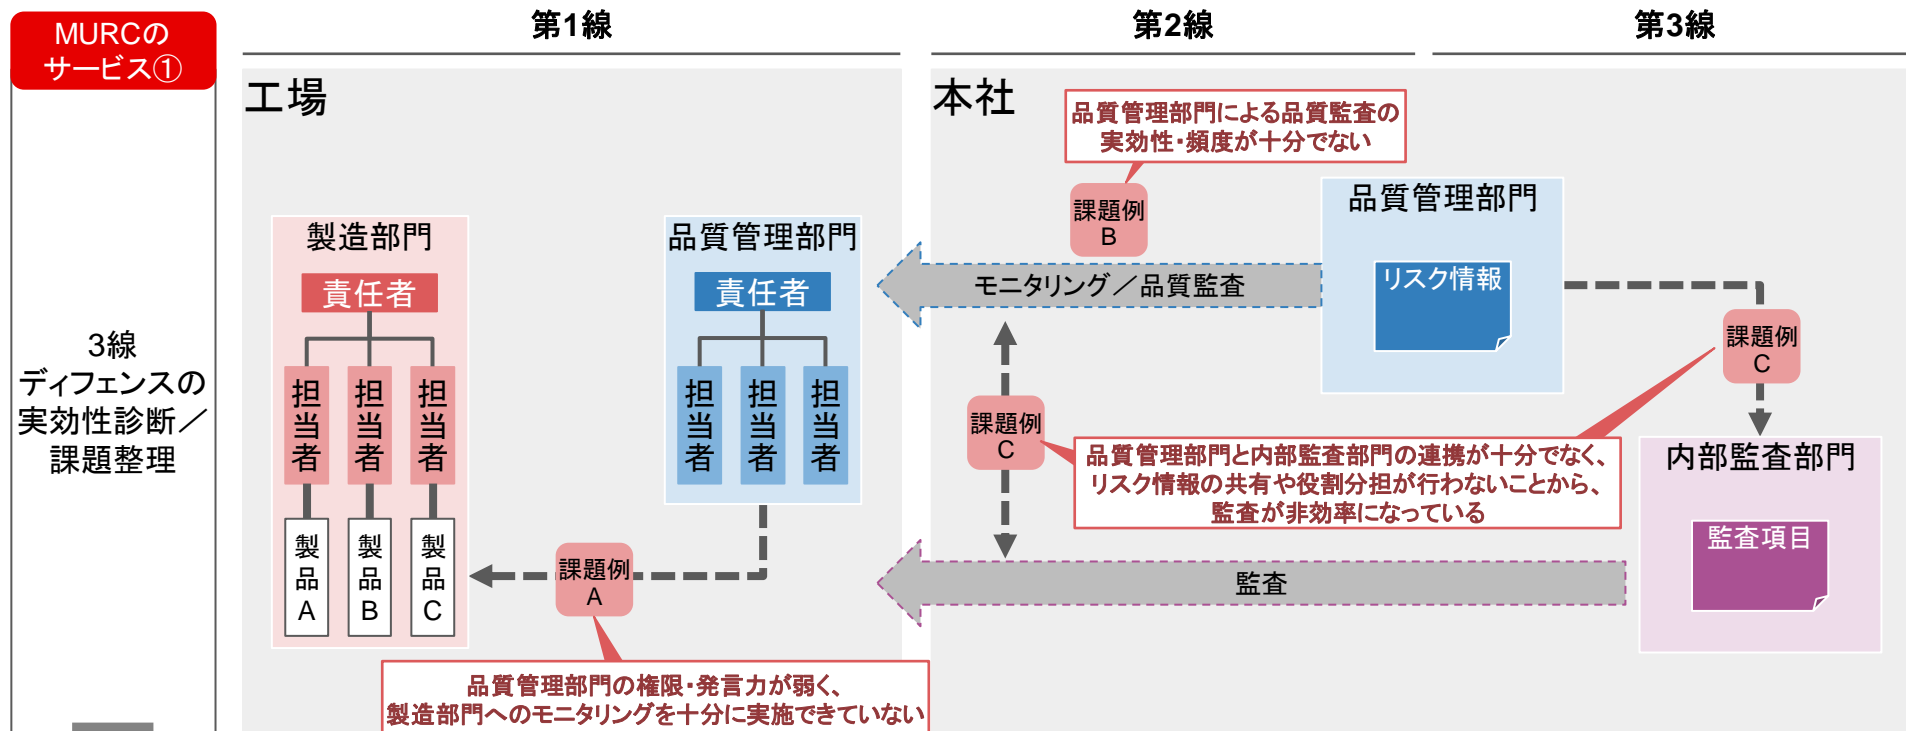 MURCの
サービス①
3線
ディフェンスの
実効性診断／
課題整理
第1線
第2線
第3線
工場
製造部門
責任者
担当者
担当者
担当者
製品A
製品B
製品C
品質管理部門
責任者
担当者
担当者
担当者
課題例
A
品質管理部門の権限・発言力が弱く、
製造部門へのモニタリングを十分に実施できていない
本社
品質管理部門による品質監査の
実効性・頻度が十分でない
課題例
B
モニタリング／品質監査
品質管理部門
リスク情報
課題例
C
課題例
C
品質管理部門と内部監査部門の連携が十分でなく、
リスク情報の共有や役割分担が行わないことから、
監査が非効率になっている
内部監査部門
監査項目
監査